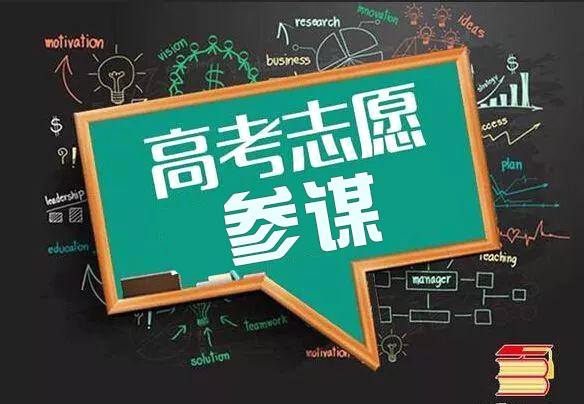 motivation
vision
research
business
innovation
ideas
strategy
success
高考志愿
参谋
plan
leadership
education
teaching
manager
teamwork
solution
motivation
$
$
?!